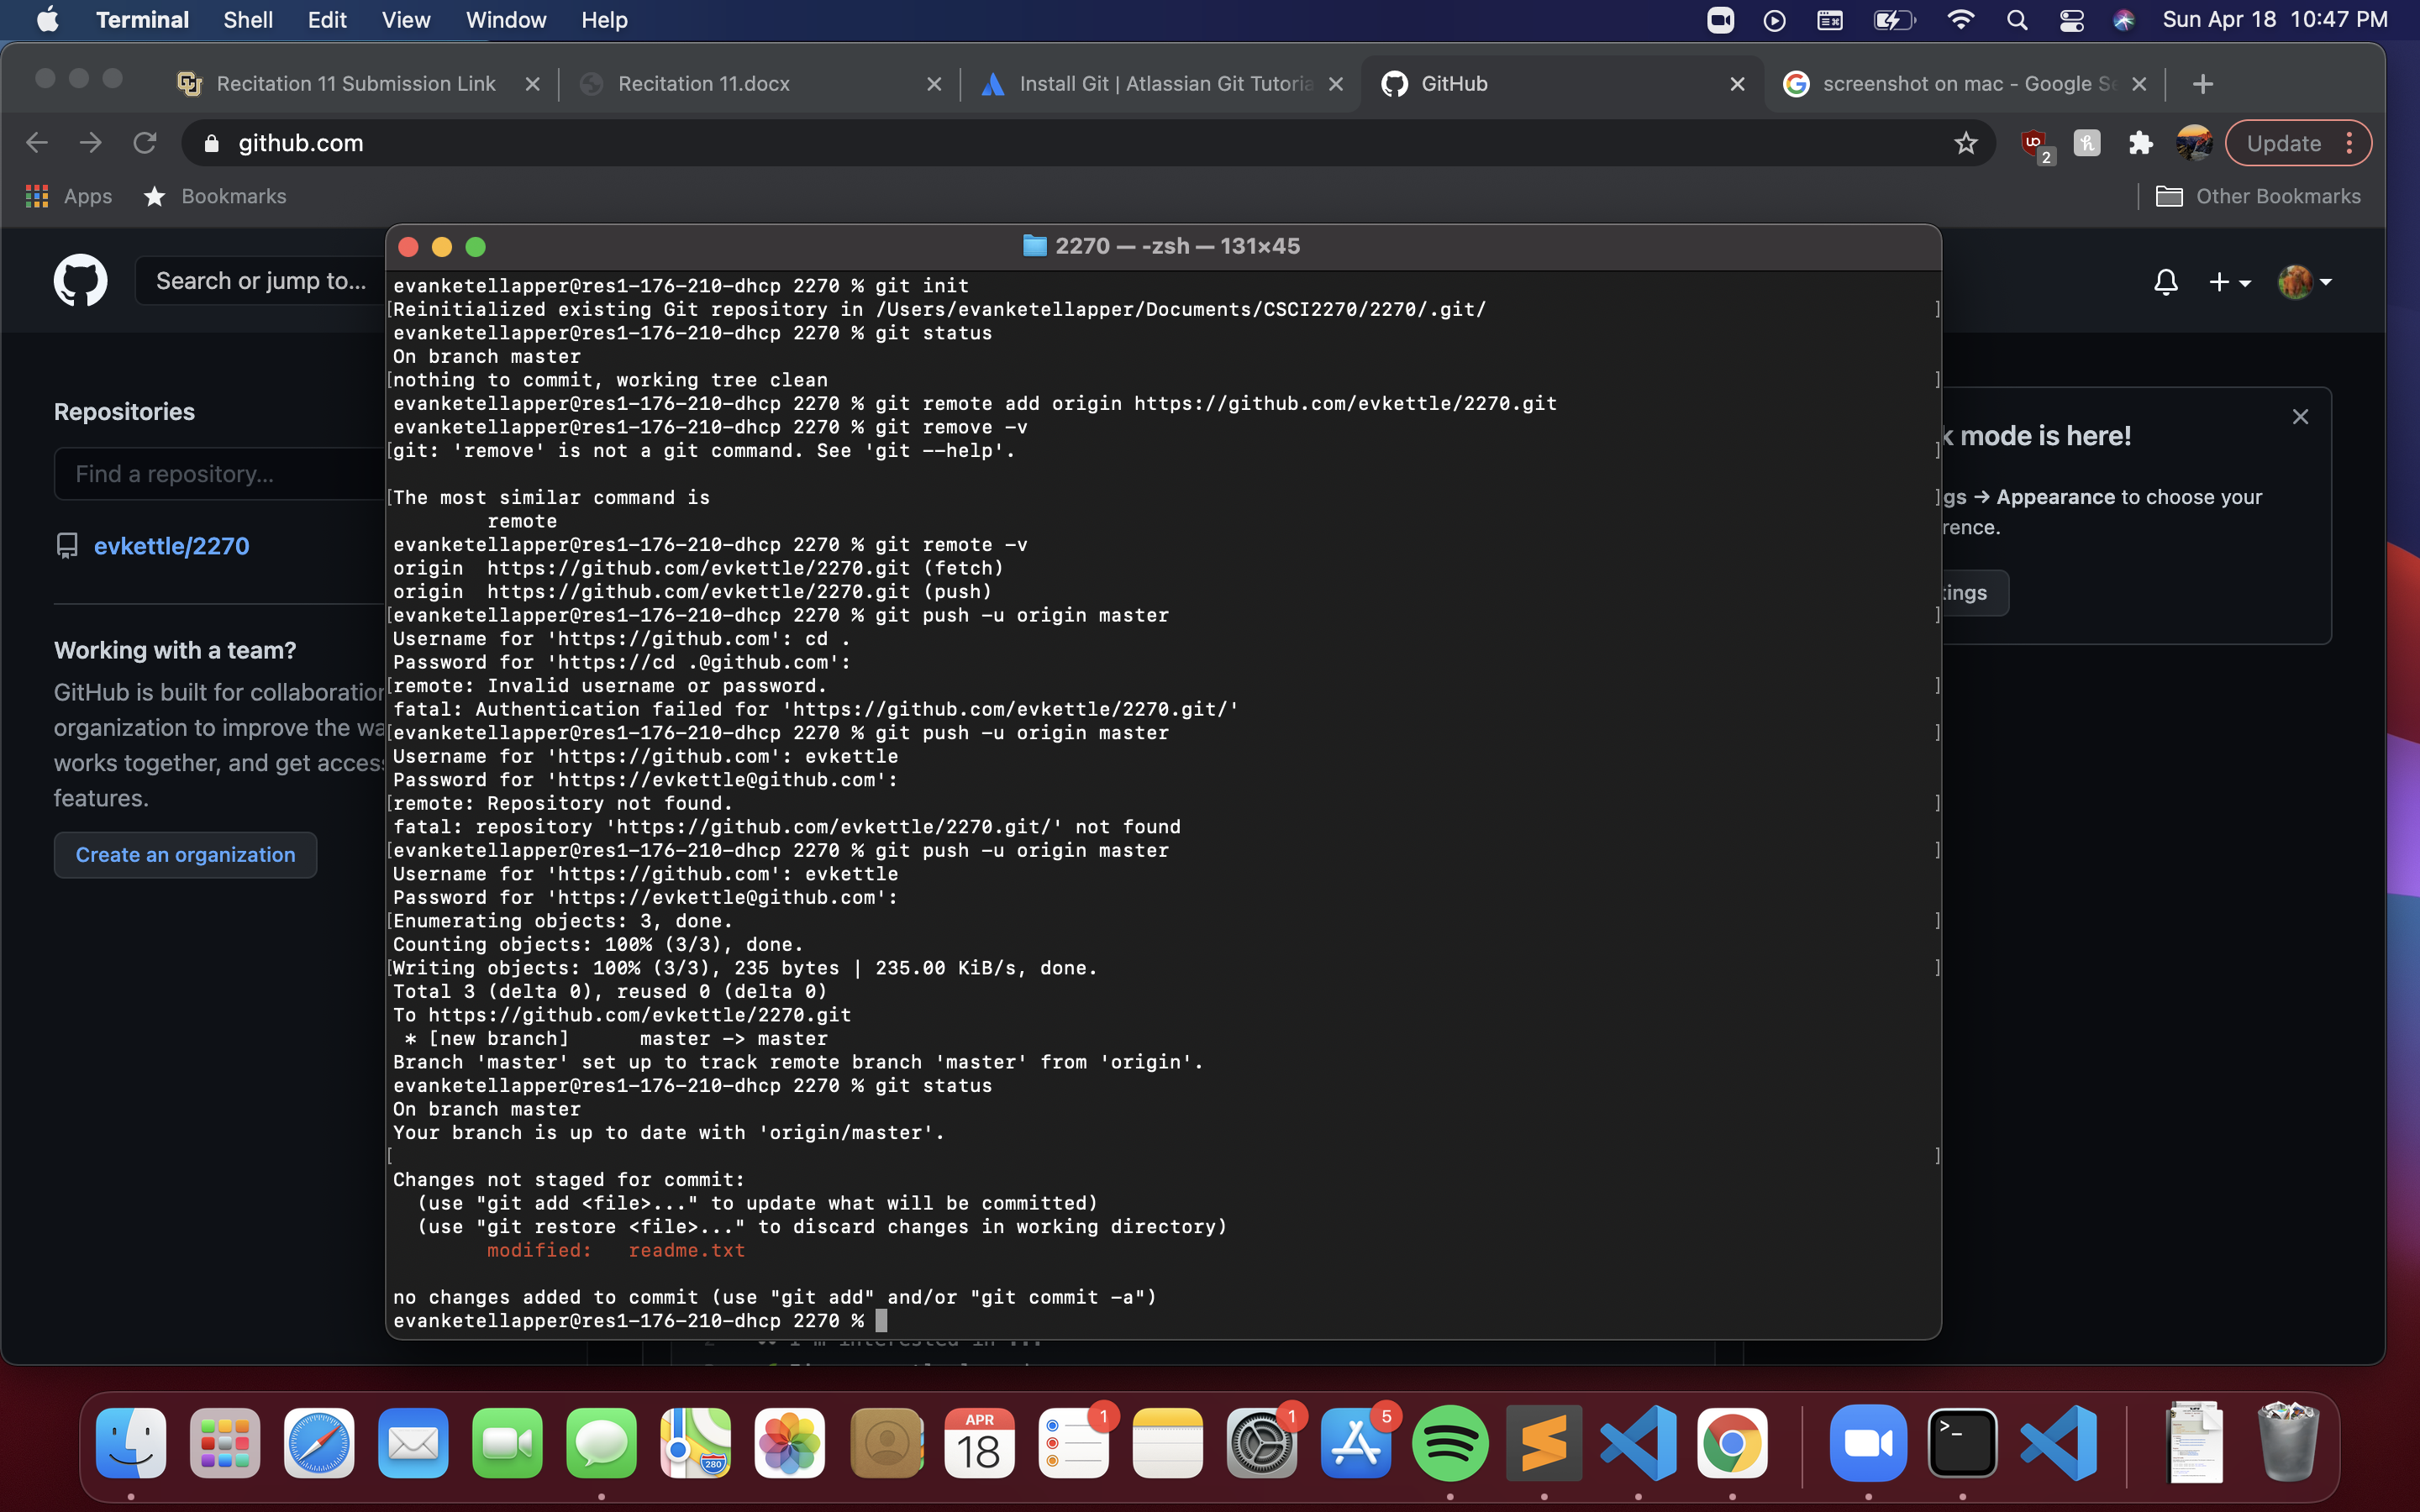 Terminal Shell Edit View Window Help Sun Apr 18 10:47 PM
Recitation 11 Submission Link Recitation 11.docx Install Git | Atlassian Git Tutoria GitHub screenshot on mac - Google Se
github.com 2 Update
Apps Bookmarks Other Bookmarks
2270 — -zsh — 131×45
Search or jump to...
Repositories
Find a repository...
evkettle/2270
Working with a team?
GitHub is built for collaboration
organization to improve the wa
works together, and get access
features.
Create an organization
evanketellapper@res1-176-210-dhcp 2270 % git init
[Reinitialized existing Git repository in /Users/evanketellapper/Documents/CSCI2270/2270/.git/ ]
evanketellapper@res1-176-210-dhcp 2270 % git status
On branch master
[nothing to commit, working tree clean ]
evanketellapper@res1-176-210-dhcp 2270 % git remote add origin https://github.com/evkettle/2270.git
evanketellapper@res1-176-210-dhcp 2270 % git remove -v
[git: 'remove' is not a git command. See 'git --help'. ]
[The most similar command is ]
remote
evanketellapper@res1-176-210-dhcp 2270 % git remote -v
origin https://github.com/evkettle/2270.git (fetch)
origin https://github.com/evkettle/2270.git (push)
[evanketellapper@res1-176-210-dhcp 2270 % git push -u origin master ]
Username for 'https://github.com': cd .
Password for 'https://cd .@github.com':
[remote: Invalid username or password. ]
fatal: Authentication failed for 'https://github.com/evkettle/2270.git/'
[evanketellapper@res1-176-210-dhcp 2270 % git push -u origin master ]
Username for 'https://github.com': evkettle
Password for 'https://evkettle@github.com':
[remote: Repository not found. ]
fatal: repository 'https://github.com/evkettle/2270.git/' not found
[evanketellapper@res1-176-210-dhcp 2270 % git push -u origin master ]
Username for 'https://github.com': evkettle
Password for 'https://evkettle@github.com':
[Enumerating objects: 3, done. ]
Counting objects: 100% (3/3), done.
[Writing objects: 100% (3/3), 235 bytes | 235.00 KiB/s, done. ]
Total 3 (delta 0), reused 0 (delta 0)
To https://github.com/evkettle/2270.git
* [new branch] master -> master
Branch 'master' set up to track remote branch 'master' from 'origin'.
evanketellapper@res1-176-210-dhcp 2270 % git status
On branch master
Your branch is up to date with 'origin/master'.
[ ]
Changes not staged for commit:
(use "git add <file>..." to update what will be committed)
(use "git restore <file>..." to discard changes in working directory)
modified: readme.txt
no changes added to commit (use "git add" and/or "git commit -a")
evanketellapper@res1-176-210-dhcp 2270 %
k mode is here!
gs → Appearance to choose your
rence.
tings
APR
18
280
1
1
5